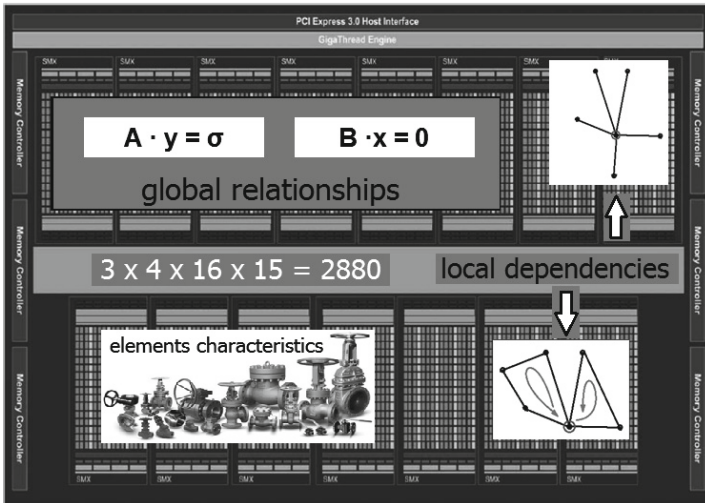 PCI Express 3.0 Host Interface
GigaThread Engine
SMX SMX SMX SMX SMX SMX SMX
Memory Controller
Memory Controller
A · y = σ
B ·x = 0
global relationships
3 x 4 x 16 x 15 = 2880
local dependencies
Memory Controller
Memory Controller
elements characteristics
Memory Controller
Memory Controller
SMX SMX SMX SMX SMX SMX SMX